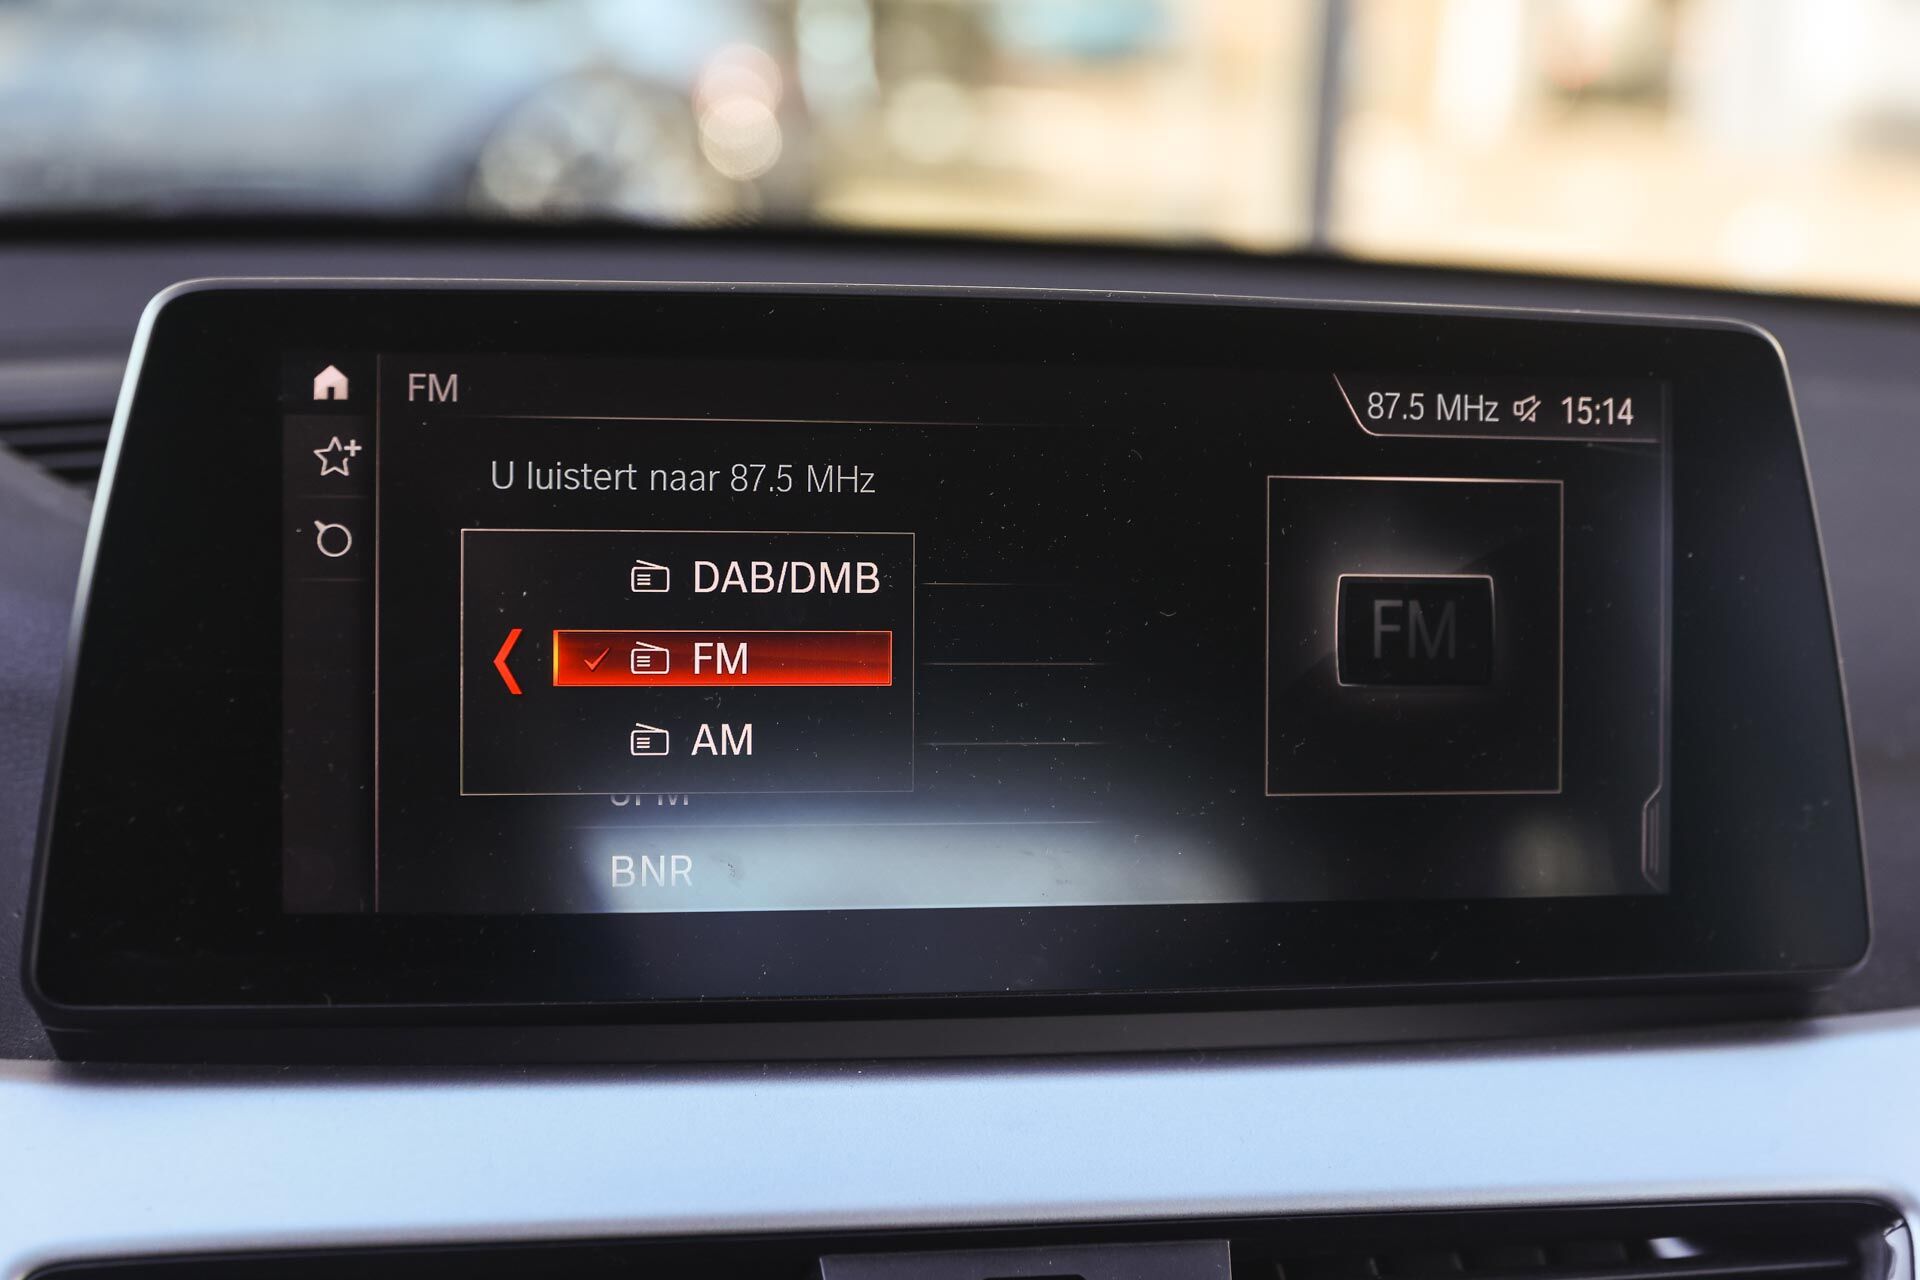 FM
87.5 MHz 15:14
U luistert naar 87.5 MHz
DAB/DMB
FM
FM
AM
BNR